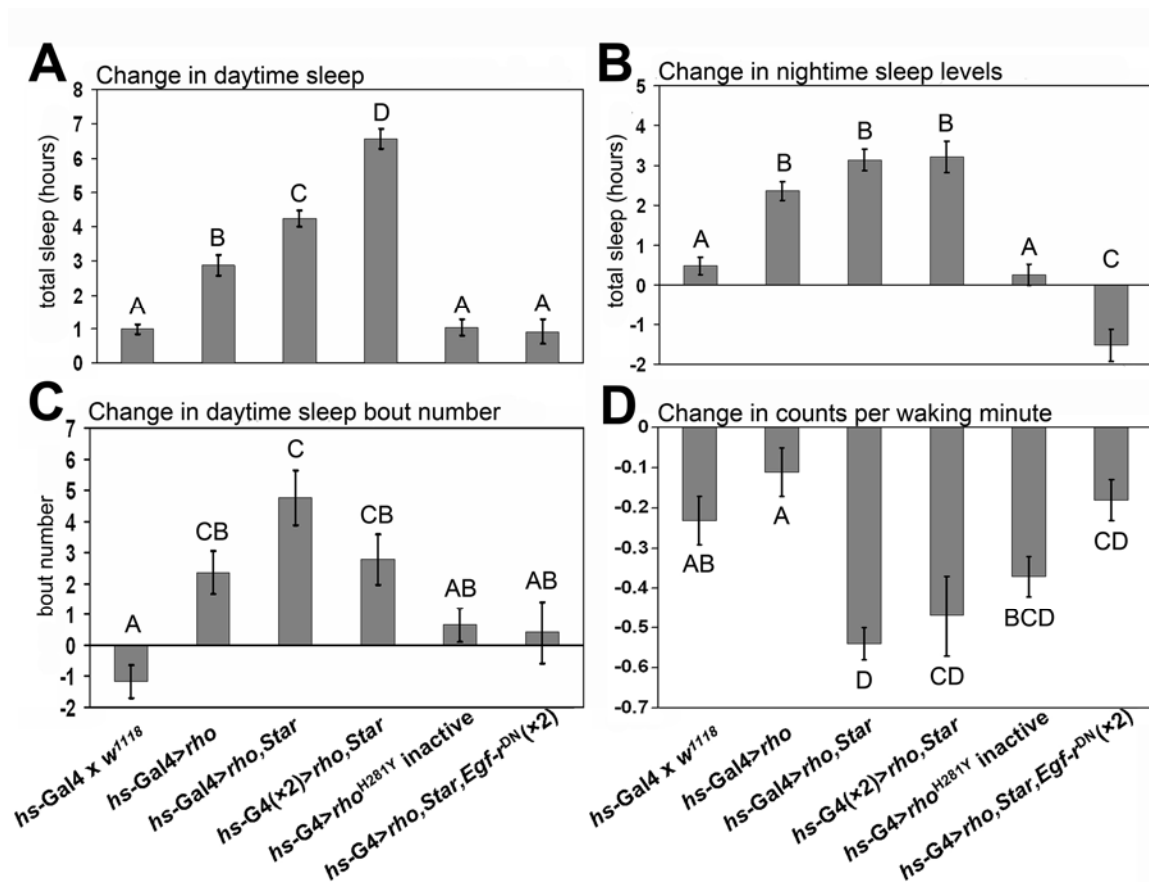 A
Change in daytime sleep
total sleep (hours)
8
7
6
5
4
3
2
1
0
A
B
C
D
A
A
B
Change in nightime sleep levels
total sleep (hours)
5
4
3
2
1
0
-1
-2
A
B
B
B
A
C
C
Change in daytime sleep bout number
bout number
7
6
5
4
3
2
1
0
-1
-2
A
CB
C
CB
AB
AB
hs-Gal4 x w¹¹¹⁸
hs-Gal4>rho
hs-Gal4>rho,Star
hs-G4(×2)>rho,Star
hs-G4>rhoᴴ²⁸¹ʸ inactive
hs-G4>rho,Star,Egf-rᴰᴺ(×2)
D
Change in counts per waking minute
0
-0.1
-0.2
-0.3
-0.4
-0.5
-0.6
-0.7
AB
A
D
CD
BCD
CD
hs-Gal4 x w¹¹¹⁸
hs-Gal4>rho
hs-Gal4>rho,Star
hs-G4(×2)>rho,Star
hs-G4>rhoᴴ²⁸¹ʸ inactive
hs-G4>rho,Star,Egf-rᴰᴺ(×2)